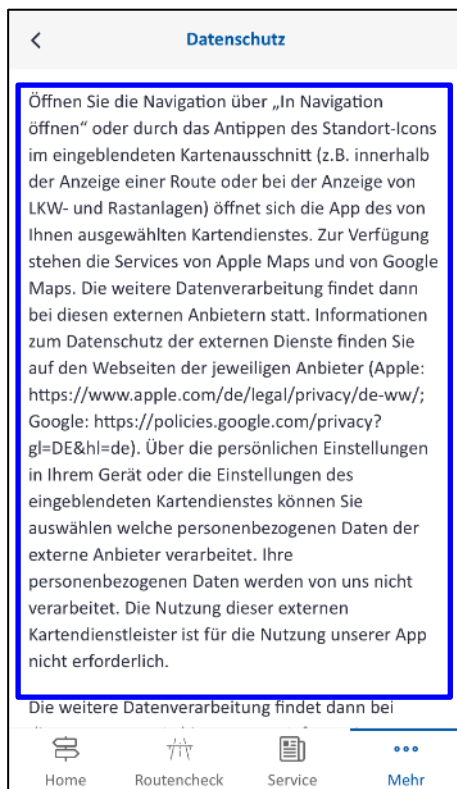 Datenschutz
Öffnen Sie die Navigation über „In Navigation
öffnen“ oder durch das Antippen des Standort-Icons
im eingeblendeten Kartenausschnitt (z.B. innerhalb
der Anzeige einer Route oder bei der Anzeige von
LKW- und Rastanlagen) öffnet sich die App des von
Ihnen ausgewählten Kartendienstes. Zur Verfügung
stehen die Services von Apple Maps und von Google
Maps. Die weitere Datenverarbeitung findet dann
bei diesen externen Anbietern statt. Informationen
zum Datenschutz der externen Dienste finden Sie
auf den Webseiten der jeweiligen Anbieter (Apple:
https://www.apple.com/de/legal/privacy/de-ww/;
Google: https://policies.google.com/privacy?
gl=DE&hl=de). Über die persönlichen Einstellungen
in Ihrem Gerät oder die Einstellungen des
eingeblendeten Kartendienstes können Sie
auswählen welche personenbezogenen Daten der
externe Anbieter verarbeitet. Ihre
personenbezogenen Daten werden von uns nicht
verarbeitet. Die Nutzung dieser externen
Kartendienstleister ist für die Nutzung unserer App
nicht erforderlich.
Die weitere Datenverarbeitung findet dann bei
Home Routencheck Service Mehr